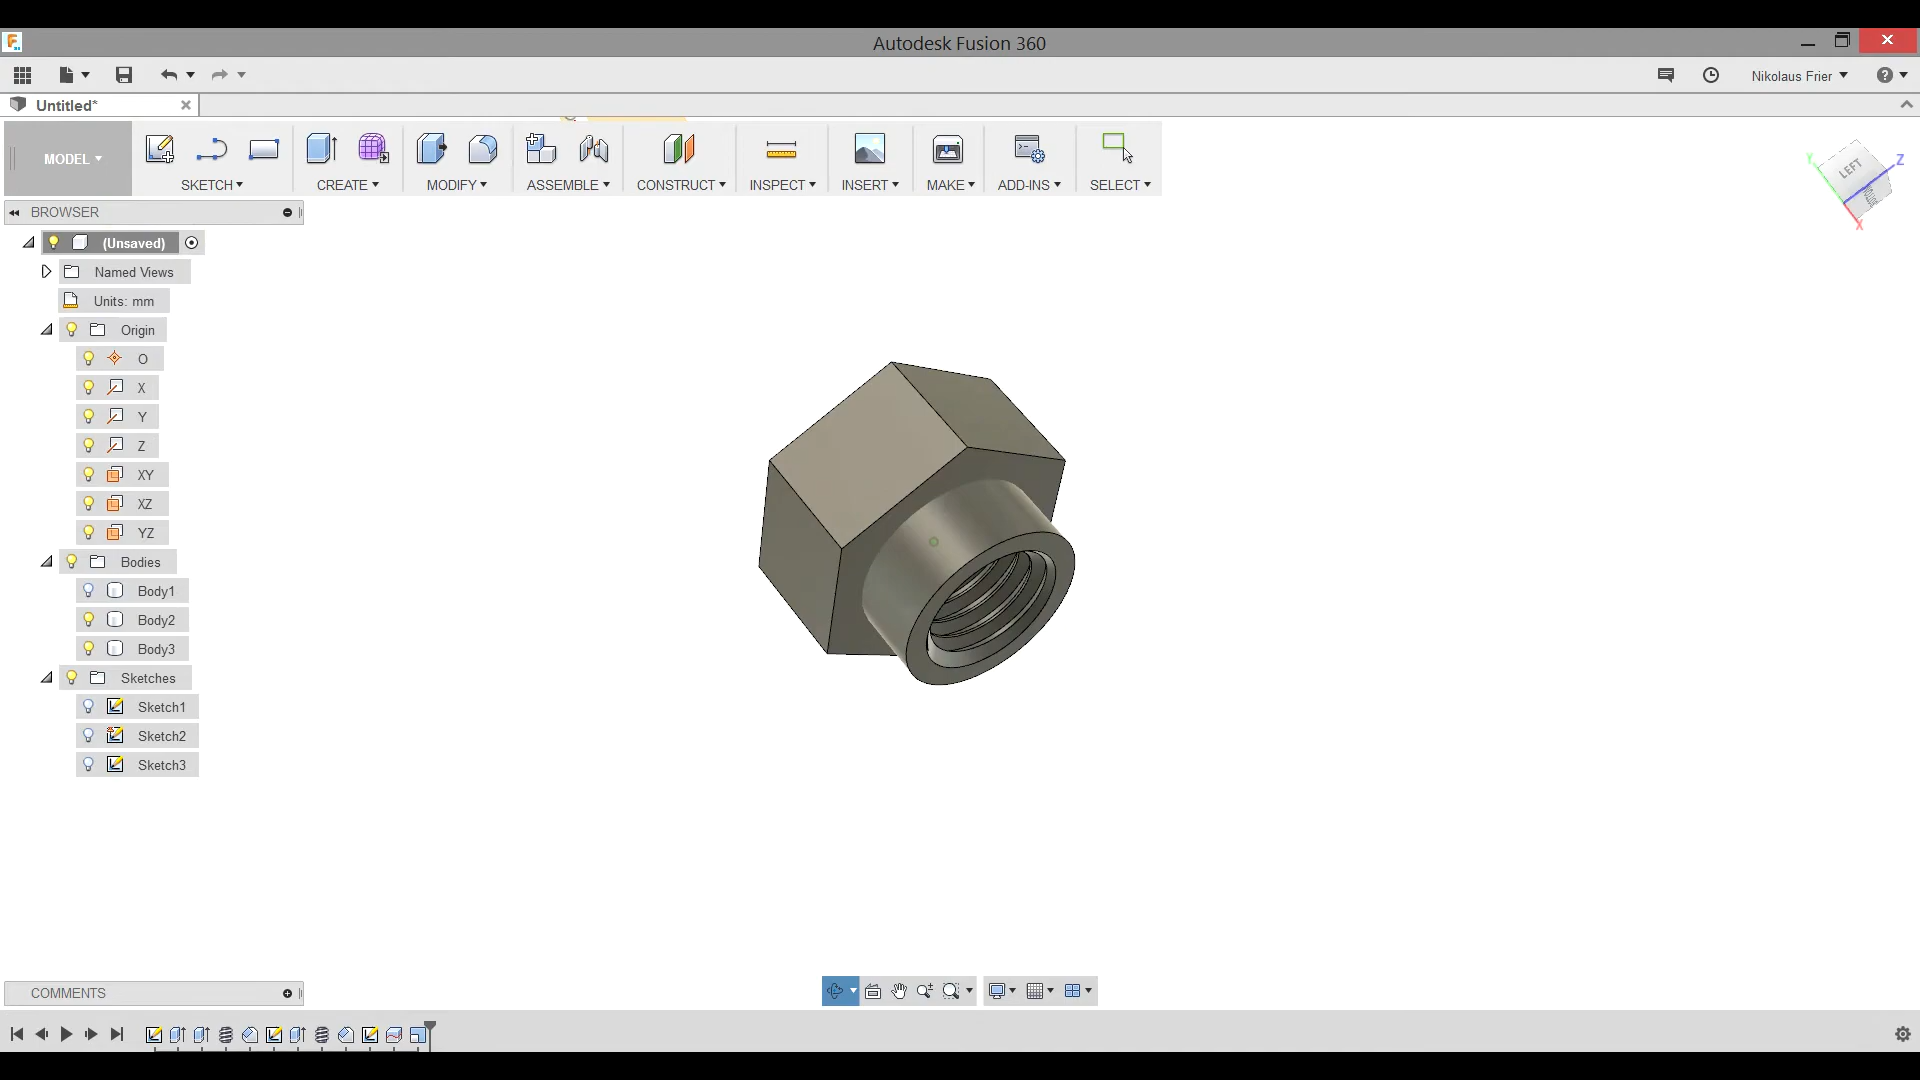 Autodesk Fusion 360
Nikolaus Frier
Untitled*
MODEL
SKETCH
CREATE
MODIFY
ASSEMBLE
CONSTRUCT
INSPECT
INSERT
MAKE
ADD-INS
SELECT
Y
LEFT
Z
X
BROWSER
(Unsaved)
Named Views
Units: mm
Origin
O
X
Y
Z
XY
XZ
YZ
Bodies
Body1
Body2
Body3
Sketches
Sketch1
Sketch2
Sketch3
COMMENTS